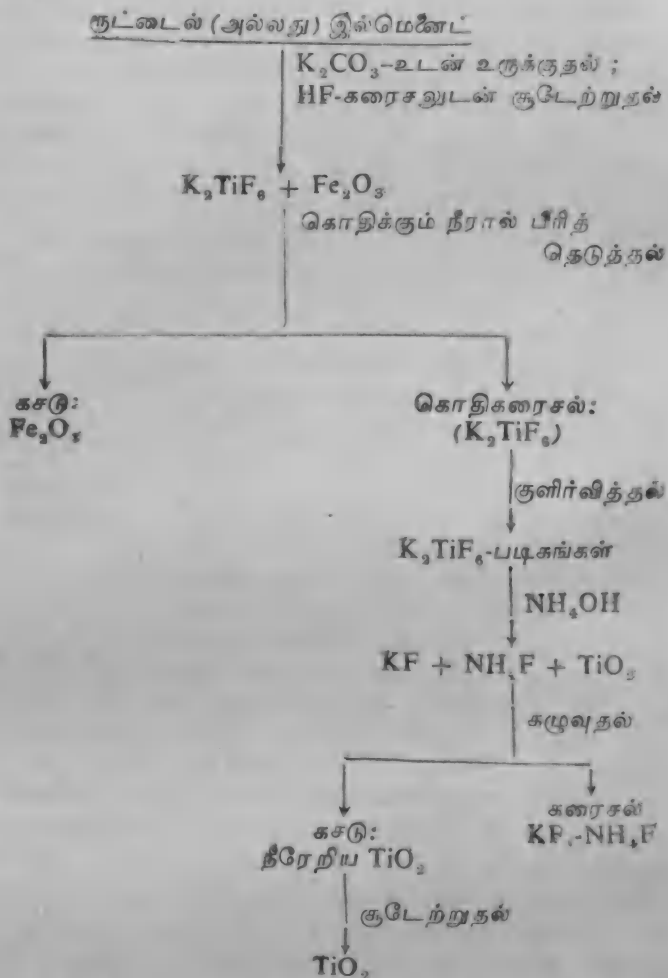 ரூட்டைல் (அல்லது) இல்மெனைட்
K₂CO₃-உடன் உருக்குதல் ;
HF-கரைசலுடன் சூடேற்றுதல்
K₂TiF₆ + Fe₂O₃
கொதிக்கும் நீரால் பிரித்
தெடுத்தல்
கசடு:
Fe₂O₃
கொதிகரைசல்:
(K₂TiF₆)
குளிர்வித்தல்
K₂TiF₆-படிகங்கள்
NH₄OH
KF + NH₄F + TiO₂
கழுவுதல்
கசடு:
நீரேறிய TiO₂
கரைசல்
KF,-NH₄F
சூடேற்றுதல்
TiO₂